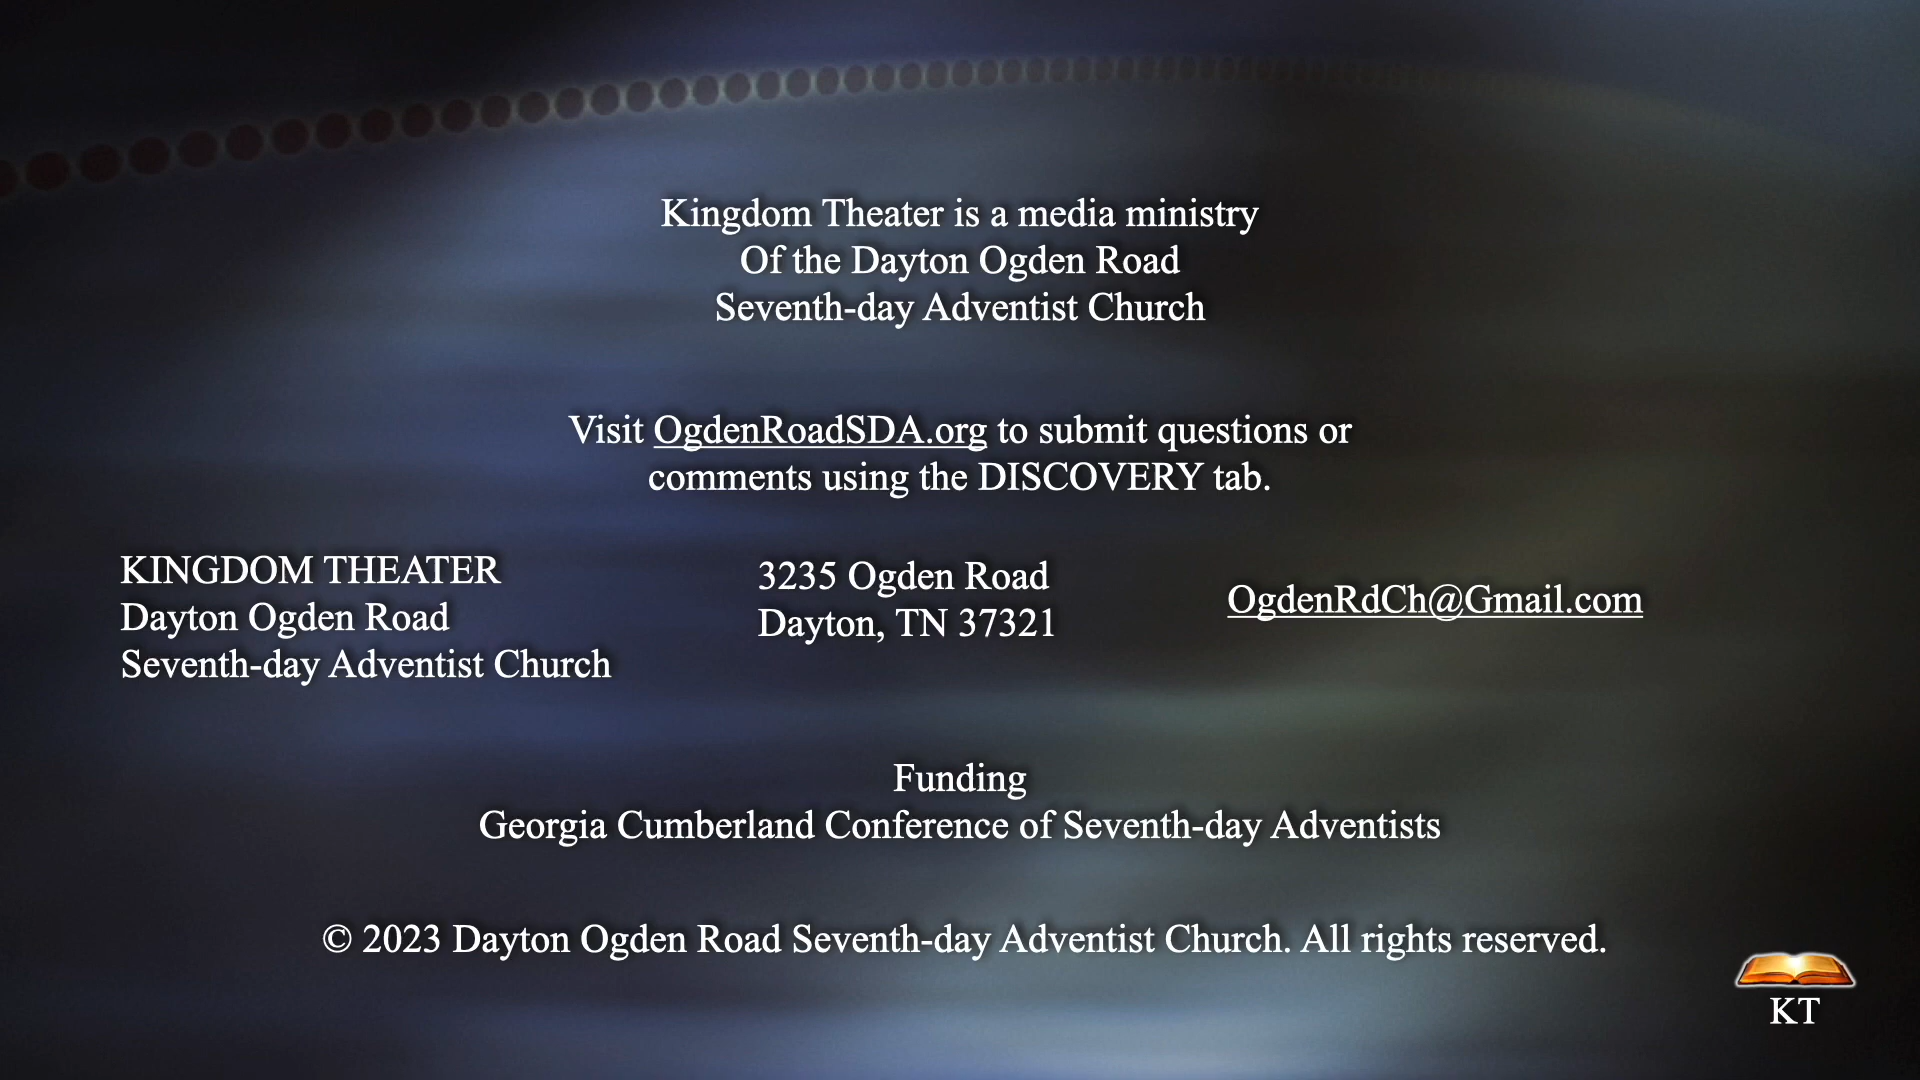 Kingdom Theater is a media ministry
Of the Dayton Ogden Road
Seventh-day Adventist Church
Visit OgdenRoadSDA.org to submit questions or
comments using the DISCOVERY tab.
KINGDOM THEATER
Dayton Ogden Road
Seventh-day Adventist Church
3235 Ogden Road
Dayton, TN 37321
OgdenRdCh@Gmail.com
Funding
Georgia Cumberland Conference of Seventh-day Adventists
© 2023 Dayton Ogden Road Seventh-day Adventist Church. All rights reserved.
KT